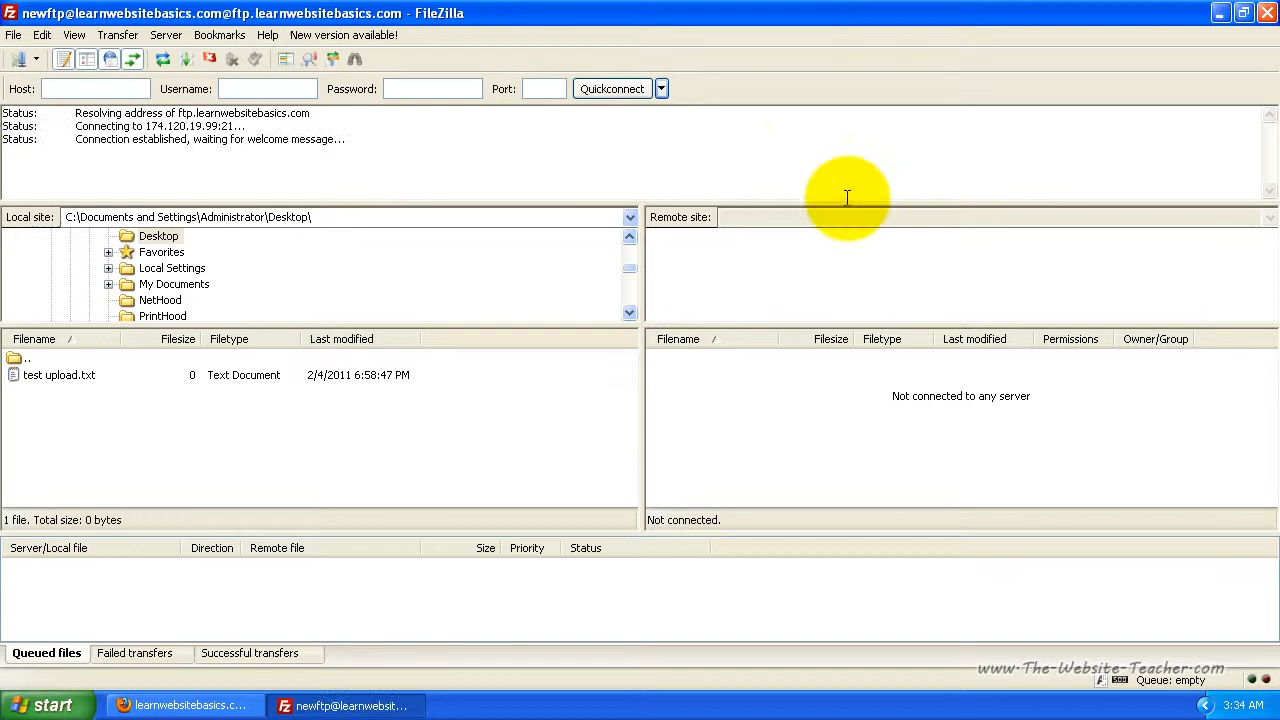 newftp@learnwebsitebasics.com@ftp.learnwebsitebasics.com - FileZilla
File Edit View Transfer Server Bookmarks Help New version available!
Host: Username: Password: Port: Quickconnect
Status: Resolving address of ftp.learnwebsitebasics.com
Status: Connecting to 174.120.19.99:21...
Status: Connection established, waiting for welcome message...
Local site: C:\Documents and Settings\Administrator\Desktop\ Remote site:
Desktop
Favorites
Local Settings
My Documents
NetHood
PrintHood
Filename / Filesize Filetype Last modified Filename / Filesize Filetype Last modified Permissions Owner/Group
..
test upload.txt 0 Text Document 2/4/2011 6:58:47 PM
Not connected to any server
1 file. Total size: 0 bytes Not connected.
Server/Local file Direction Remote file Size Priority Status
Queued files Failed transfers Successful transfers
www.The-Website-Teacher.com
Queue: empty
start learnwebsitebasics.c... newftp@learnwebsit... 3:34 AM